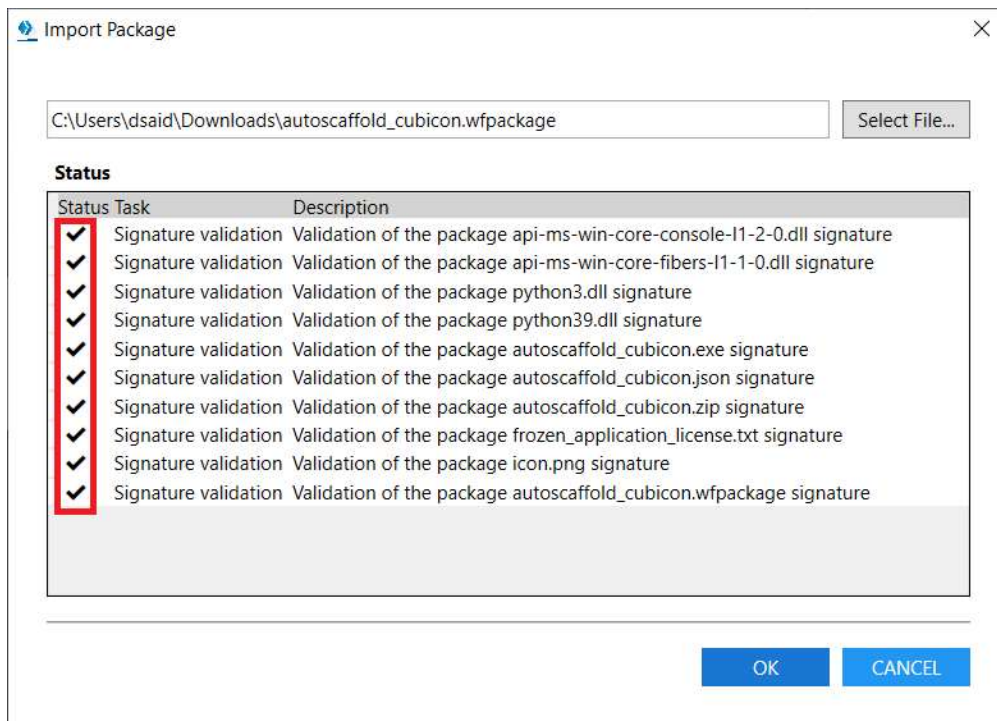 Import Package
C:\Users\dsaid\Downloads\autoscaffold_cubicon.wfpackage
Select File...
Status
Status Task Description
Signature validation Validation of the package api-ms-win-core-console-l1-2-0.dll signature
Signature validation Validation of the package api-ms-win-core-fibers-l1-1-0.dll signature
Signature validation Validation of the package python3.dll signature
Signature validation Validation of the package python39.dll signature
Signature validation Validation of the package autoscaffold_cubicon.exe signature
Signature validation Validation of the package autoscaffold_cubicon.json signature
Signature validation Validation of the package autoscaffold_cubicon.zip signature
Signature validation Validation of the package frozen_application_license.txt signature
Signature validation Validation of the package icon.png signature
Signature validation Validation of the package autoscaffold_cubicon.wfpackage signature
OK CANCEL